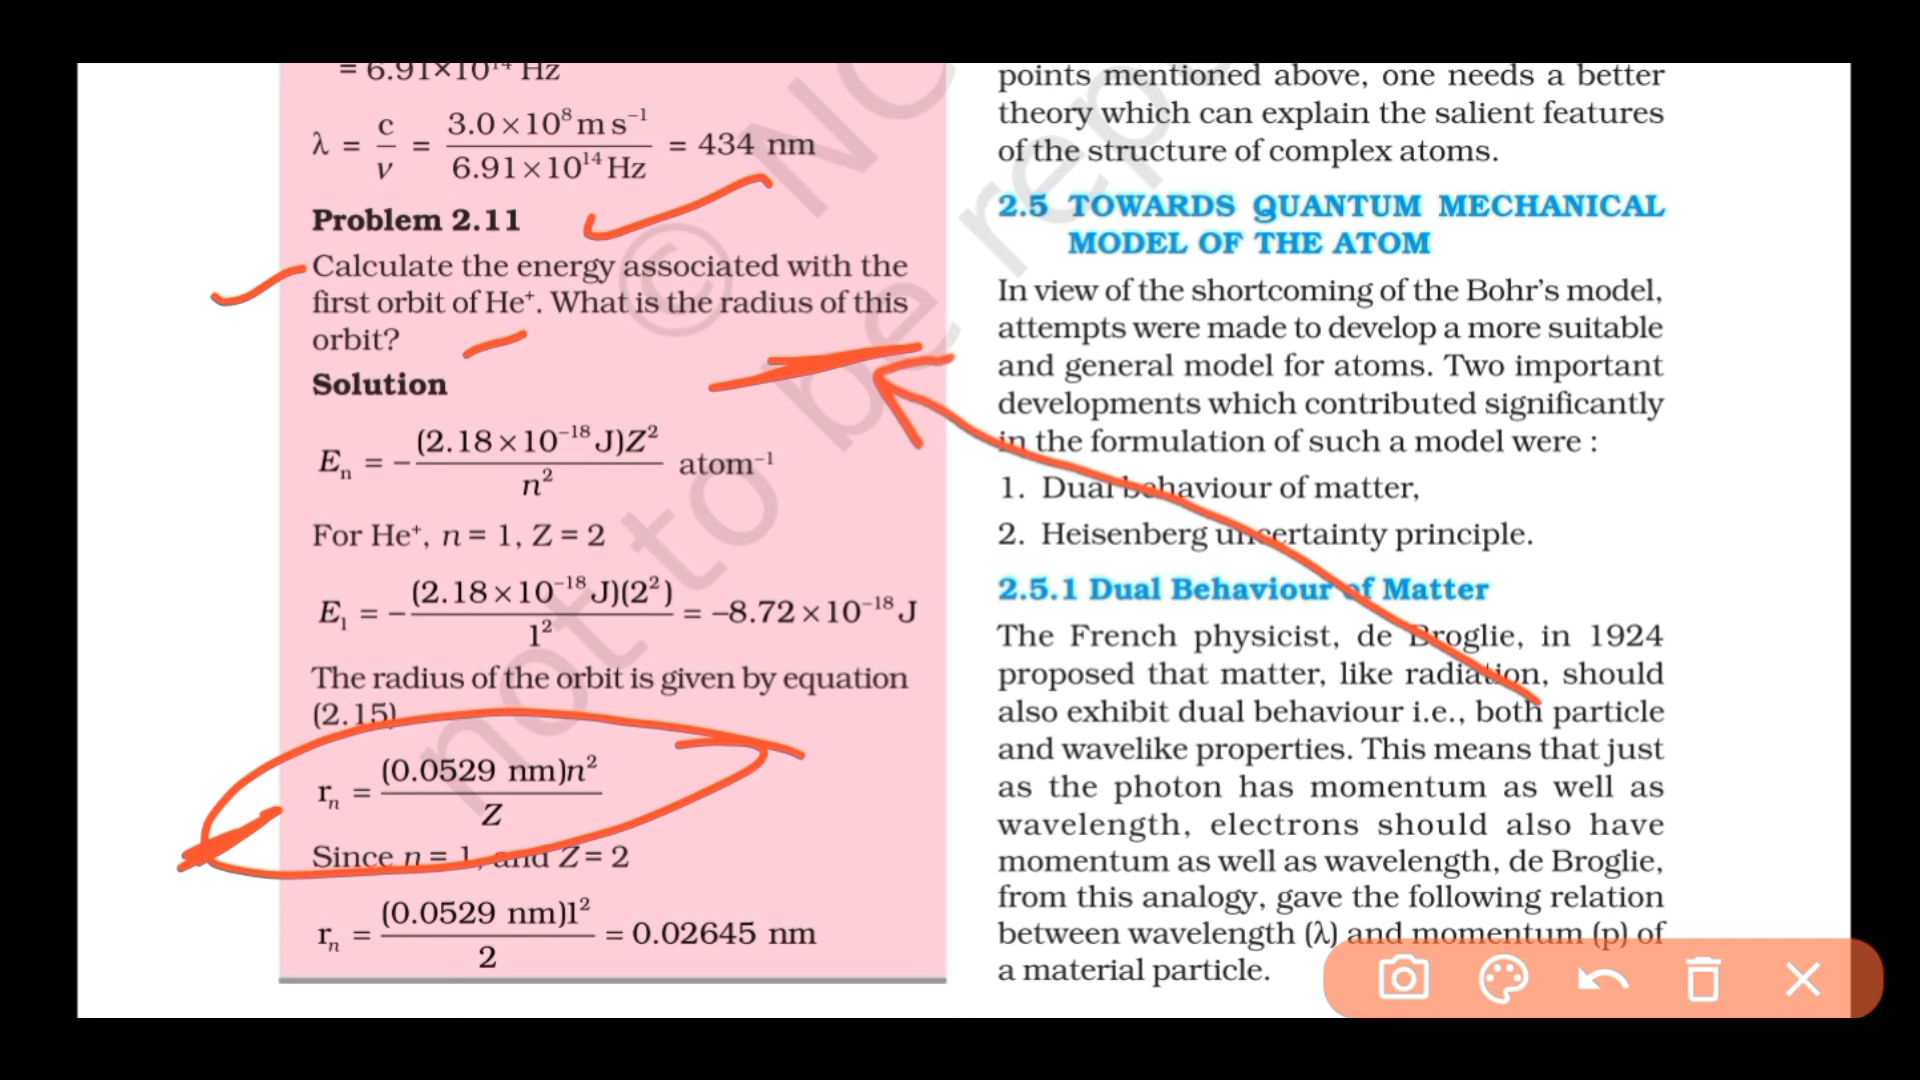 = 6.91×10¹⁴ Hz
λ = c/ν = 3.0×10⁸ m s⁻¹ / 6.91×10¹⁴ Hz = 434 nm
Problem 2.11
Calculate the energy associated with the
first orbit of He⁺. What is the radius of this
orbit?
Solution
Eₙ = −(2.18×10⁻¹⁸ J)Z² / n² atom⁻¹
For He⁺, n = 1, Z = 2
E₁ = −(2.18×10⁻¹⁸ J)(2²) / 1² = −8.72×10⁻¹⁸ J
The radius of the orbit is given by equation
(2.15)
rₙ = (0.0529 nm)n² / Z
Since n = 1, and Z = 2
rₙ = (0.0529 nm)1² / 2 = 0.02645 nm
points mentioned above, one needs a better
theory which can explain the salient features
of the structure of complex atoms.
2.5 TOWARDS QUANTUM MECHANICAL
MODEL OF THE ATOM
In view of the shortcoming of the Bohr's model,
attempts were made to develop a more suitable
and general model for atoms. Two important
developments which contributed significantly
in the formulation of such a model were :
1. Dual behaviour of matter,
2. Heisenberg uncertainty principle.
2.5.1 Dual Behaviour of Matter
The French physicist, de Broglie, in 1924
proposed that matter, like radiation, should
also exhibit dual behaviour i.e., both particle
and wavelike properties. This means that just
as the photon has momentum as well as
wavelength, electrons should also have
momentum as well as wavelength, de Broglie,
from this analogy, gave the following relation
between wavelength (λ) and momentum (p) of
a material particle.
© NC
not to be rep